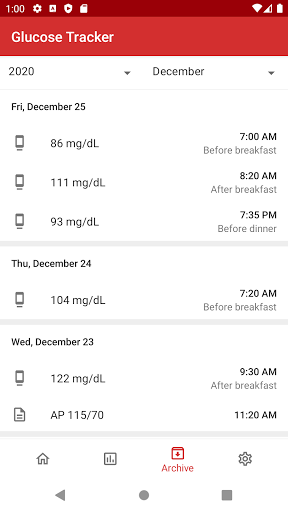 1:00
Glucose Tracker
2020 December
Fri, December 25
86 mg/dL 7:00 AM
Before breakfast
111 mg/dL 8:20 AM
After breakfast
93 mg/dL 7:35 PM
Before dinner
Thu, December 24
104 mg/dL 7:20 AM
Before breakfast
Wed, December 23
122 mg/dL 9:30 AM
After breakfast
AP 115/70 11:20 AM
Archive